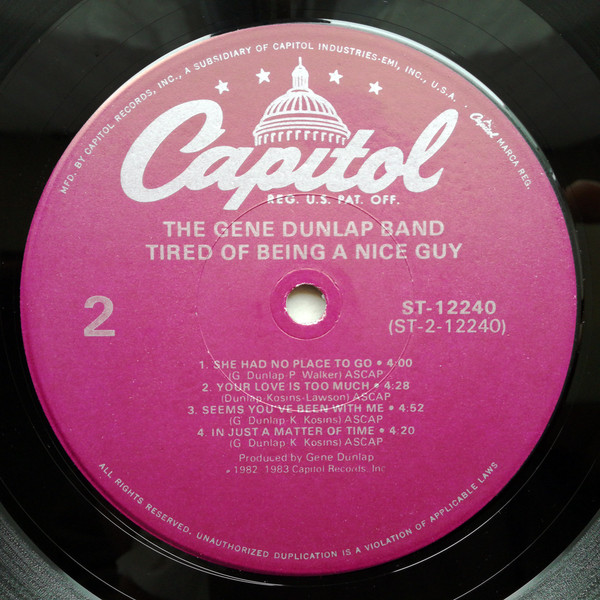 MFD. BY CAPITOL RECORDS, INC., A SUBSIDIARY OF CAPITOL INDUSTRIES-EMI, INC., U.S.A. · Capitol MARCA REG.
Capitol
REG. U.S. PAT. OFF.
THE GENE DUNLAP BAND
TIRED OF BEING A NICE GUY
2
ST-12240
(ST-2-12240)
1. SHE HAD NO PLACE TO GO • 4:00
(G Dunlap-P Walker) ASCAP
2. YOUR LOVE IS TOO MUCH • 4:28
(Dunlap-Kosins-Lawson) ASCAP
3. SEEMS YOU'VE BEEN WITH ME • 4:52
(G Dunlap-K Kosins) ASCAP
4. IN JUST A MATTER OF TIME • 4:20
(G Dunlap-K Kosins) ASCAP
Produced by Gene Dunlap
1982, 1983 Capitol Records, Inc
ALL RIGHTS RESERVED. UNAUTHORIZED DUPLICATION IS A VIOLATION OF APPLICABLE LAWS